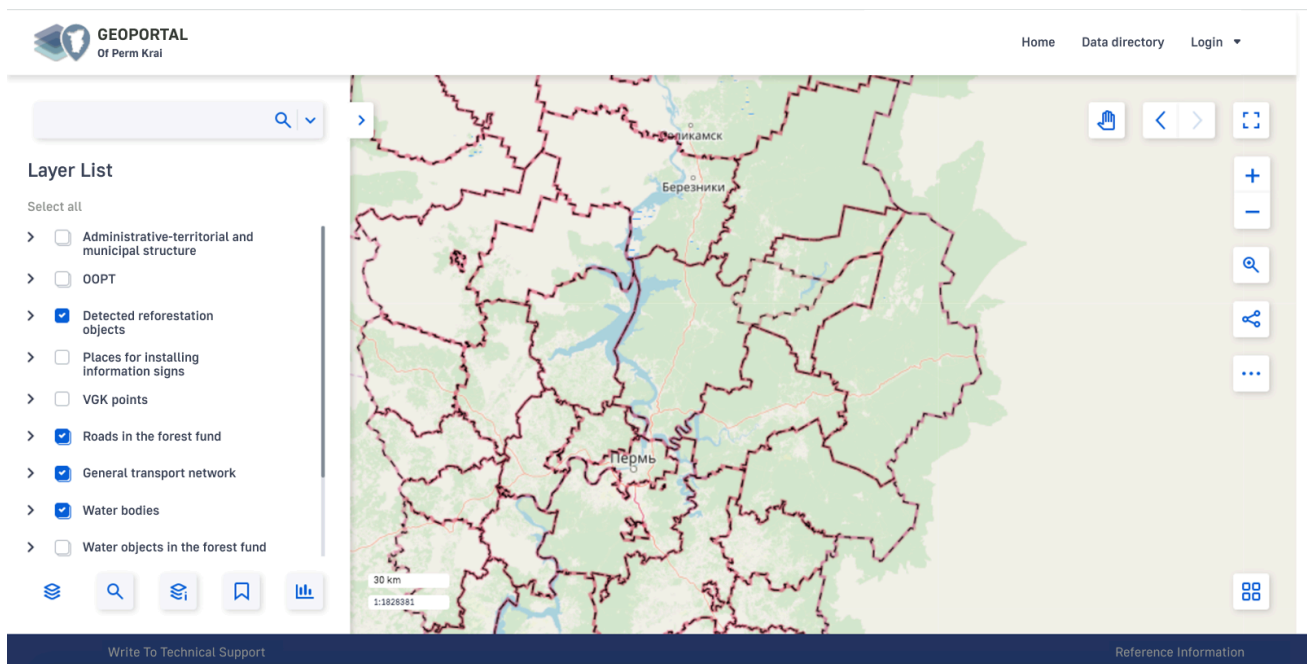 GEOPORTAL
Of Perm Krai
Home Data directory Login
Layer List
Select all
Administrative-territorial and
municipal structure
OOPT
Detected reforestation
objects
Places for installing
information signs
VGK points
Roads in the forest fund
General transport network
Water bodies
Water objects in the forest fund
Березники
Пермь
30 km
1:1828381
Write To Technical Support
Reference Information